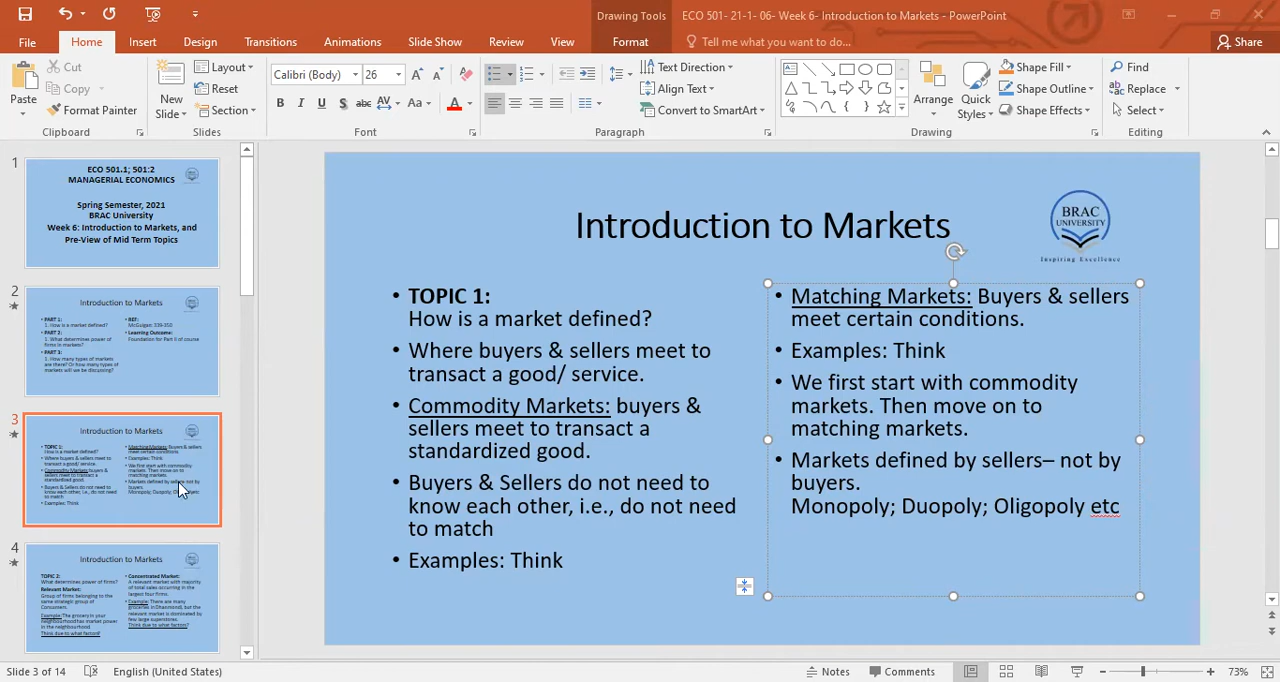 Drawing Tools
ECO 501- 21-1- 06- Week 6- Introduction to Markets - PowerPoint
File Home Insert Design Transitions Animations Slide Show Review View Format Tell me what you want to do... Share
Paste
Cut
Copy
Format Painter
Clipboard
New Slide
Layout
Reset
Section
Slides
Calibri (Body) 26
B I U S abc AV Aa A
Font
Text Direction
Align Text
Convert to SmartArt
Paragraph
Arrange
Quick Styles
Shape Fill
Shape Outline
Shape Effects
Drawing
Find
Replace
Select
Editing
1
ECO 501.1; 501:2
MANAGERIAL ECONOMICS
Spring Semester, 2021
BRAC University
Week 6: Introduction to Markets, and
Pre-View of Mid Term Topics
2
Introduction to Markets
PART 1:
1. How is a market defined?
PART 2:
1. What determines power of
firms in markets?
PART 3:
1. How many types of markets
are there? Or how many types of
markets will we be discussing?
REF:
McGuigan: 339-350
Learning Outcome:
Foundation for Part II of course
3
Introduction to Markets
TOPIC 1:
How is a market defined?
Where buyers & sellers meet to
transact a good/ service.
Commodity Markets: buyers &
sellers meet to transact a
standardized good.
Buyers & Sellers do not need to
know each other, i.e., do not need
to match
Examples: Think
Matching Markets: Buyers & sellers
meet certain conditions.
Examples: Think
We first start with commodity
markets. Then move on to
matching markets.
Markets defined by sellers– not by
buyers.
Monopoly; Duopoly;
4
Introduction to Markets
TOPIC 2:
What determines power of firms?
Relevant Market:
Group of firms belonging to the
same strategic group of
Consumers.
Example: The grocery in your
neighbourhood has market power
in the neighbourhood
Think due to what factors?
Concentrated Market:
A relevant market with majority
of total sales occurring in the
largest four firms.
Example: There are many
groceries in Dhanmondi, but the
relevant market is dominated by
few large superstores.
Think due to what factors?
Introduction to Markets
BRAC
UNIVERSITY
Inspiring Excellence
• TOPIC 1:
How is a market defined?
• Where buyers & sellers meet to
transact a good/ service.
• Commodity Markets: buyers &
sellers meet to transact a
standardized good.
• Buyers & Sellers do not need to
know each other, i.e., do not need
to match
• Examples: Think
• Matching Markets: Buyers & sellers
meet certain conditions.
• Examples: Think
• We first start with commodity
markets. Then move on to
matching markets.
• Markets defined by sellers– not by
buyers.
Monopoly; Duopoly; Oligopoly etc
Slide 3 of 14 English (United States) Notes Comments 73%